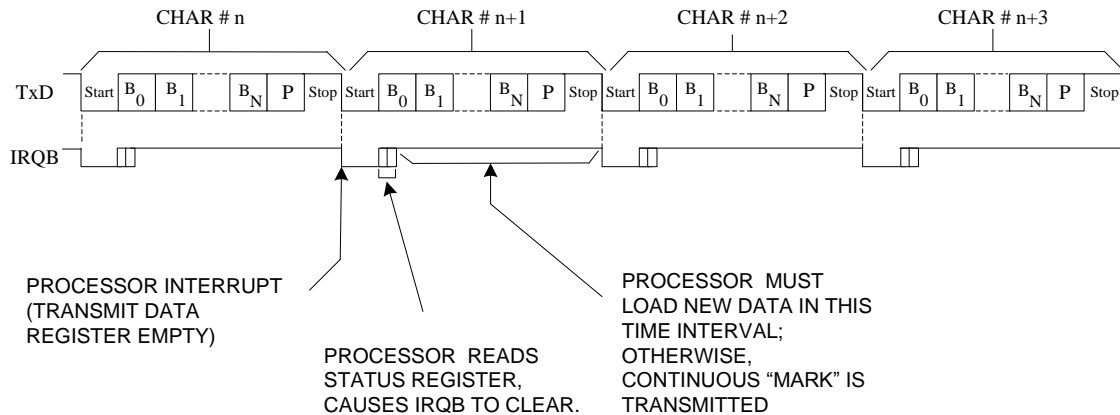 CHAR # n CHAR # n+1 CHAR # n+2 CHAR # n+3
TxD Start B0 B1 BN P Stop Start B0 B1 BN P Stop Start B0 B1 BN P Stop Start B0 B1 BN P Stop
IRQB
PROCESSOR INTERRUPT
(TRANSMIT DATA
REGISTER EMPTY)
PROCESSOR READS
STATUS REGISTER,
CAUSES IRQB TO CLEAR.
PROCESSOR MUST
LOAD NEW DATA IN THIS
TIME INTERVAL;
OTHERWISE,
CONTINUOUS “MARK” IS
TRANSMITTED